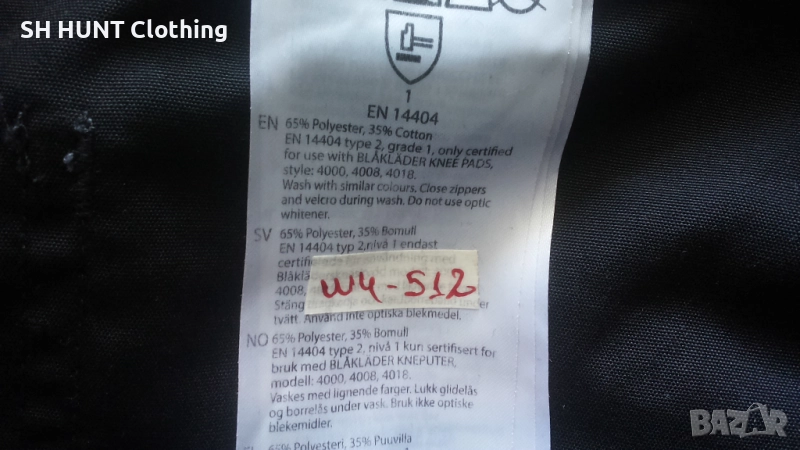 SH HUNT Clothing
1
EN 14404
EN 65% Polyester, 35% Cotton
EN 14404 type 2, grade 1, only certified
for use with BLÅKLÄDER KNEE PADS,
style: 4000, 4008, 4018.
Wash with similar colours. Close zippers
and velcro during wash. Do not use optic
whitener.
SV 65% Polyester, 35% Bomull
EN 14404 typ 2,nivå 1 endast
Blåklä
4008,
W4-512
Stäng under
tvätt. Använd inte optiska blekmedel.
NO 65% Polyester, 35% Bomull
EN 14404 type 2, nivå 1 kun sertifisert for
bruk med BLÅKLÄDER KNEPUTER,
modell: 4000, 4008, 4018.
Vaskes med lignende farger. Lukk glidelås
og borrelås under vask. Bruk ikke optiske
blekemidler.
65% Polyesteri, 35% Puuvilla
BAZAR